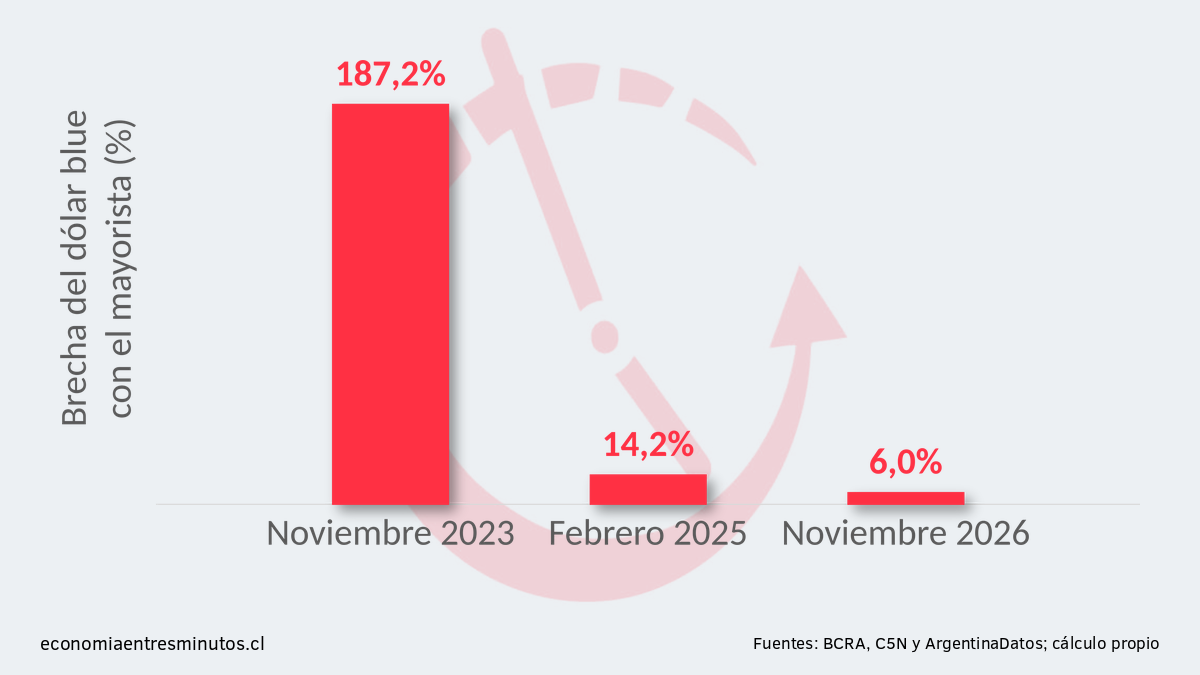 Brecha del dólar blue
con el mayorista (%)
187,2%
14,2%
6,0%
Noviembre 2023
Febrero 2025
Noviembre 2026
economiaentresminutos.cl
Fuentes: BCRA, C5N y ArgentinaDatos; cálculo propio